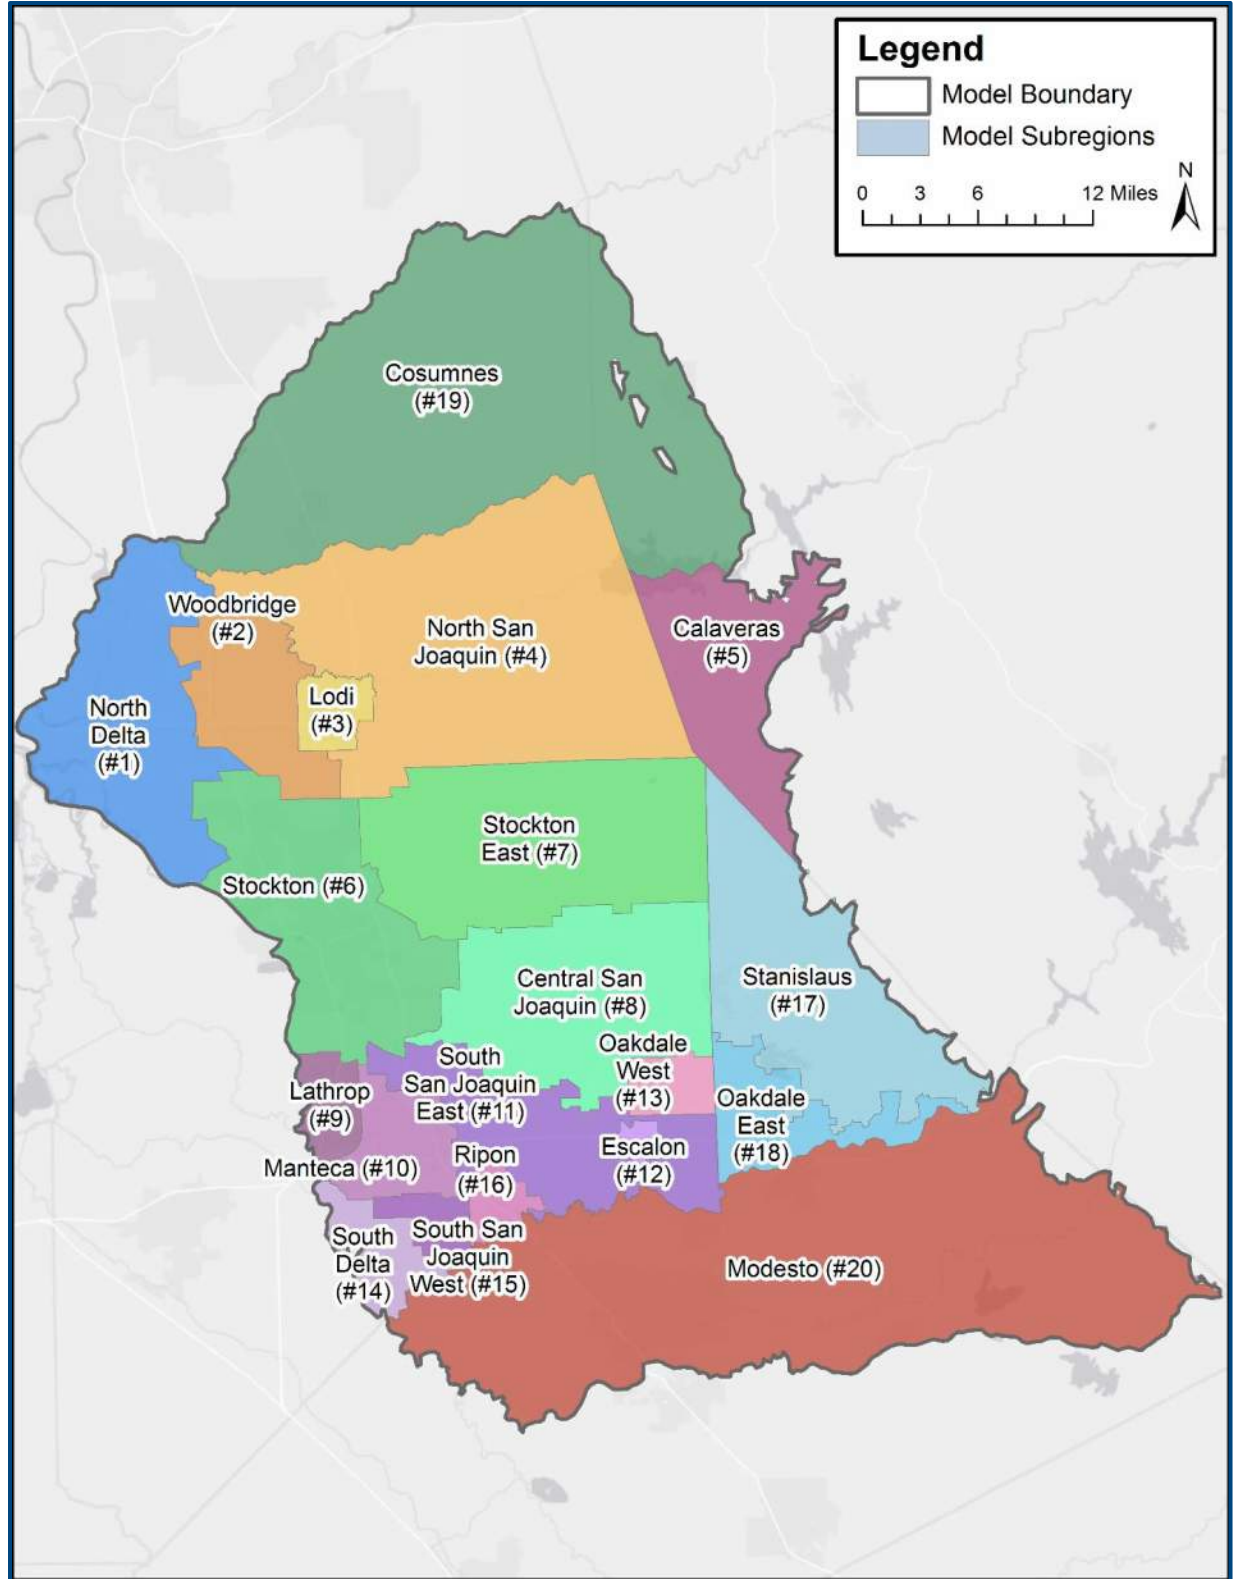 Legend
Model Boundary
Model Subregions
N
0 3 6 12 Miles
Cosumnes
(#19)
Woodbridge
(#2)
North San
Joaquin (#4)
Calaveras
(#5)
Lodi
(#3)
North
Delta
(#1)
Stockton
East (#7)
Stockton (#6)
Central San
Joaquin (#8)
Stanislaus
(#17)
Oakdale
West
(#13)
South
San Joaquin
East (#11)
Lathrop
(#9)
Oakdale
East
(#18)
Manteca (#10)
Ripon
(#16)
Escalon
(#12)
South
Delta
(#14)
South San
Joaquin
West (#15)
Modesto (#20)